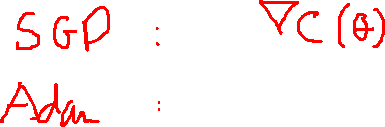 SGD : ∇C(θ)
Adam :